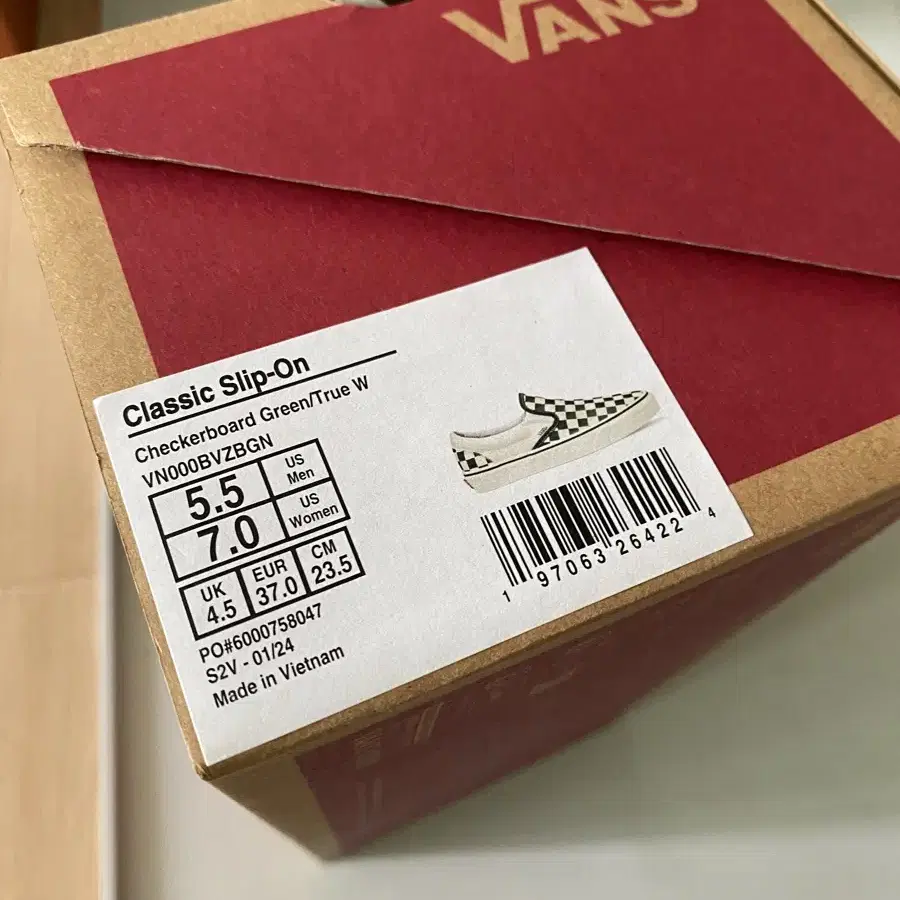 VANS
Classic Slip-On
Checkerboard Green/True W
VN000BVZBGN
5.5 US Men
7.0 US Women
UK EUR CM
4.5 37.0 23.5
PO#6000758047
S2V - 01/24
Made in Vietnam
1 97063 26422 4